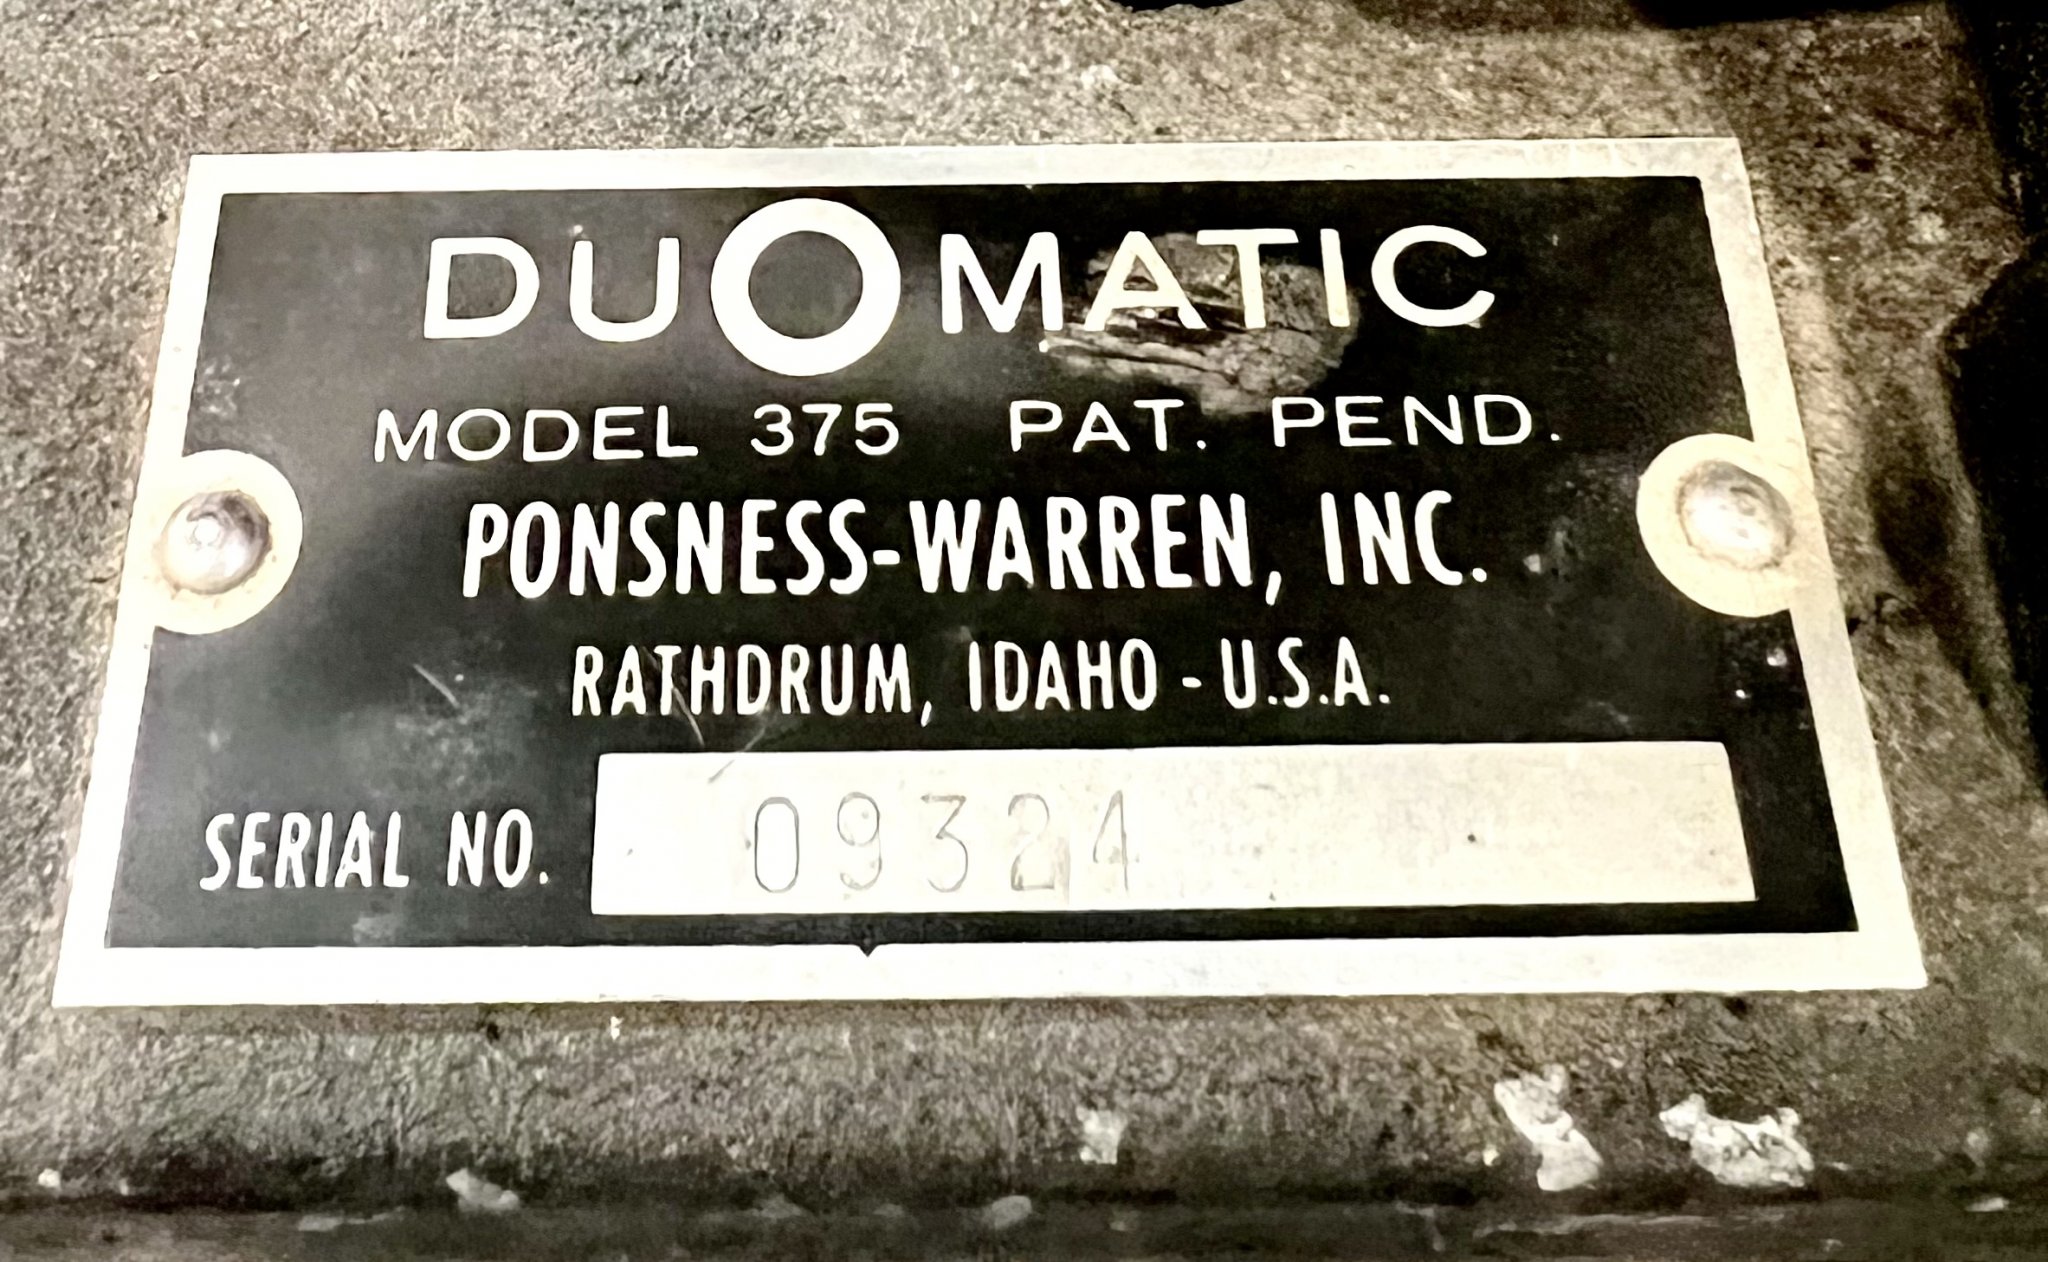 DUOMATIC
MODEL 375 PAT. PEND.
PONSNESS-WARREN, INC.
RATHDRUM, IDAHO - U.S.A.
SERIAL NO. 09324